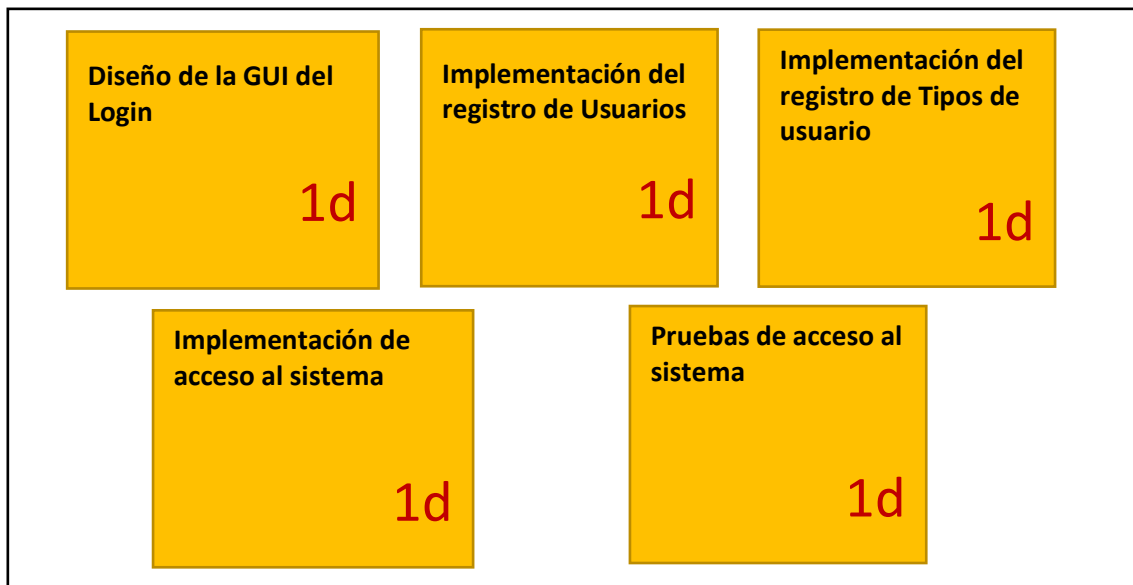 Diseño de la GUI del
Login
1d
Implementación del
registro de Usuarios
1d
Implementación del
registro de Tipos de
usuario
1d
Implementación de
acceso al sistema
1d
Pruebas de acceso al
sistema
1d